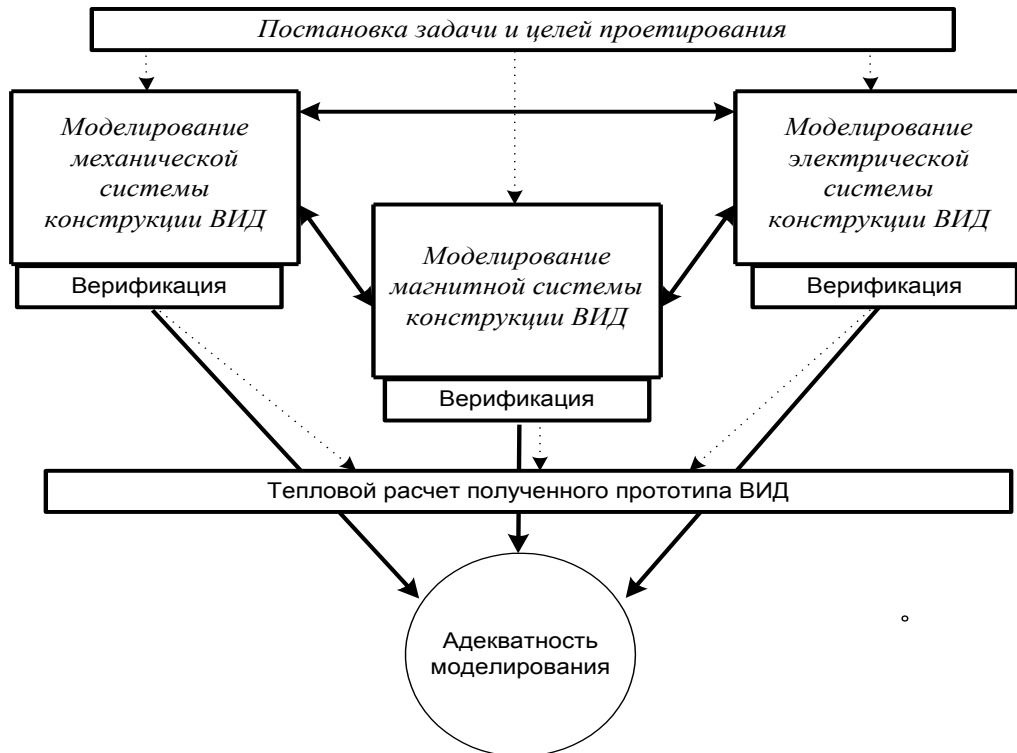 Постановка задачи и целей проетирования
Моделирование
механической
системы
конструкции ВИД
Верификация
Моделирование
магнитной системы
конструкции ВИД
Верификация
Моделирование
электрической
системы
конструкции ВИД
Верификация
Тепловой расчет полученного прототипа ВИД
Адекватность
моделирования